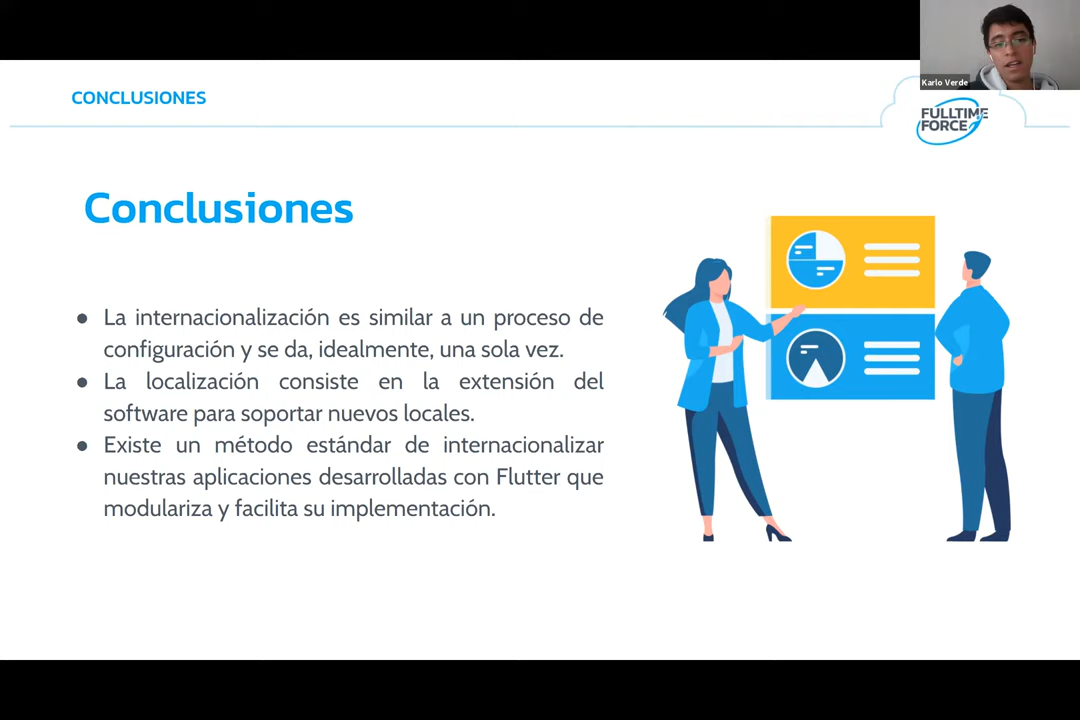 Karlo Verde
CONCLUSIONES
FULLTIME
FORCE
Conclusiones
● La internacionalización es similar a un proceso de
configuración y se da, idealmente, una sola vez.
● La localización consiste en la extensión del
software para soportar nuevos locales.
● Existe un método estándar de internacionalizar
nuestras aplicaciones desarrolladas con Flutter que
modulariza y facilita su implementación.